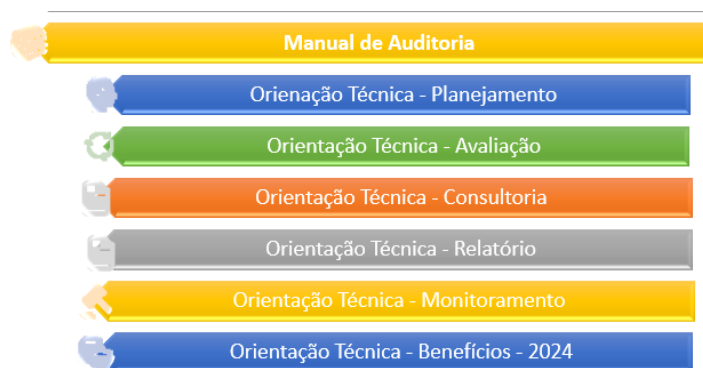 Manual de Auditoria
Orienação Técnica - Planejamento
Orientação Técnica - Avaliação
Orientação Técnica - Consultoria
Orientação Técnica - Relatório
Orientação Técnica - Monitoramento
Orientação Técnica - Benefícios - 2024